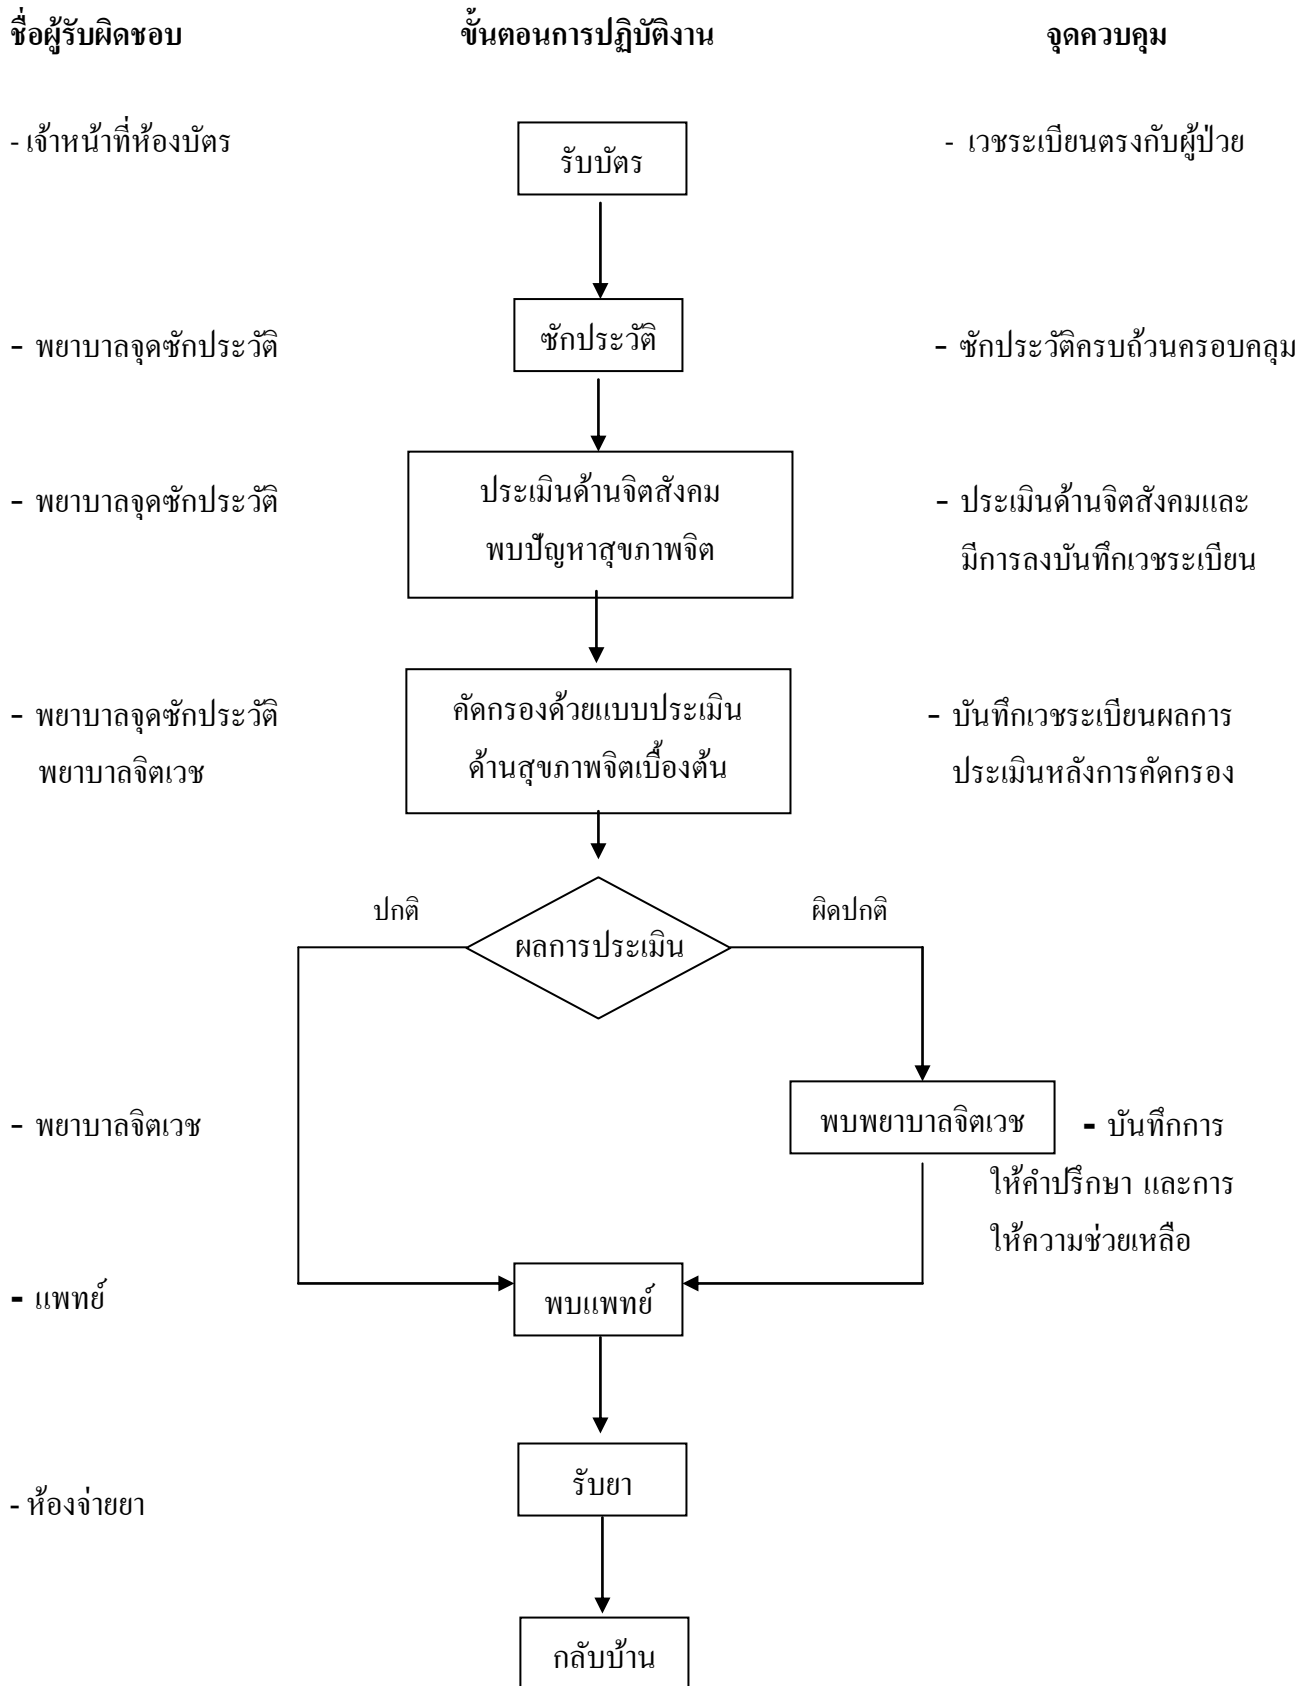 ชื่อผู้รับผิดชอบ ขั้นตอนการปฏิบัติงาน จุดควบคุม
- เจ้าหน้าที่ห้องบัตร
รับบัตร
- เวชระเบียนตรงกับผู้ป่วย
- พยาบาลจุดซักประวัติ
ซักประวัติ
- ซักประวัติครบถ้วนครอบคลุม
- พยาบาลจุดซักประวัติ
ประเมินด้านจิตสังคม
พบปัญหาสุขภาพจิต
- ประเมินด้านจิตสังคมและ
มีการลงบันทึกเวชระเบียน
- พยาบาลจุดซักประวัติ
พยาบาลจิตเวช
คัดกรองด้วยแบบประเมิน
ด้านสุขภาพจิตเบื้องต้น
- บันทึกเวชระเบียนผลการ
ประเมินหลังการคัดกรอง
ปกติ
ผลการประเมิน
ผิดปกติ
- พยาบาลจิตเวช
พบพยาบาลจิตเวช
- บันทึกการ
ให้คำปรึกษา และการ
ให้ความช่วยเหลือ
- แพทย์
พบแพทย์
- ห้องจ่ายยา
รับยา
กลับบ้าน